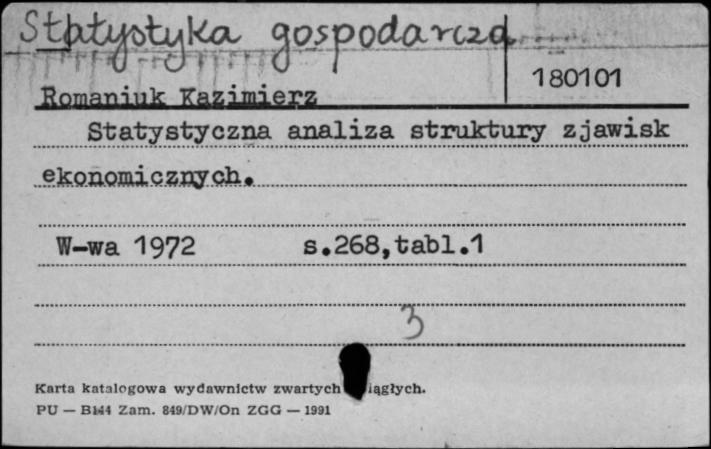 Statystyka gospodarcza
180101
Romaniuk Kazimierz
Statystyczna analiza struktury zjawisk
ekonomicznych.
W-wa 1972 s.268,tabl.1
3
Karta katalogowa wydawnictw zwartych iągłych.
PU — B144 Zam. 849/DW/On ZGG — 1991